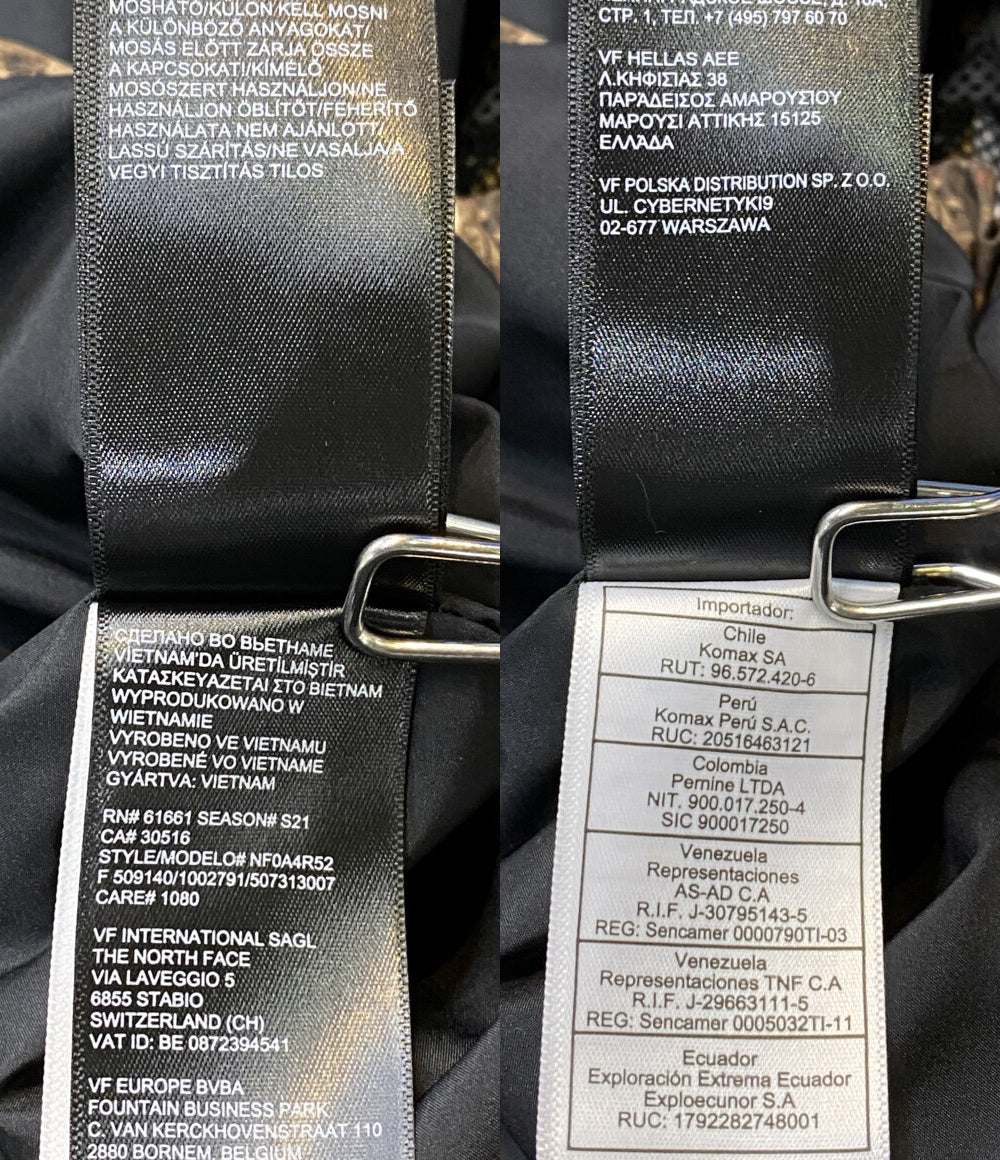 MOSHATÓ/KÜLÖN KELL MOSNI
A KÜLÖNBÖZŐ ANYAGOKAT/
MOSÁS ELŐTT ZÁRJA ÖSSZE
A KAPCSOKAT!/KÍMÉLŐ
MOSÓSZERT HASZNÁLJON/NE
HASZNÁLJON ÖBLÍTŐT/FEHÉRÍTŐ
HASZNÁLATA NEM AJÁNLOTT/
LASSÚ SZÁRÍTÁS/NE VASALJA/A
VEGYI TISZTÍTÁS TILOS
СДЕЛАНО ВО ВЬЕТНАМЕ
VIETNAM'DA ÜRETİLMİŞTİR
ΚΑΤΑΣΚΕΥΑΖΕΤΑΙ ΣΤΟ ΒΙΕΤΝΑΜ
WYPRODUKOWANO W
WIETNAMIE
VYROBENO VE VIETNAMU
VYROBENÉ VO VIETNAME
GYÁRTVA: VIETNAM
RN# 61661 SEASON# S21
CA# 30516
STYLE/MODELO# NF0A4R52
F 509140/1002791/507313007
CARE# 1080
VF INTERNATIONAL SAGL
THE NORTH FACE
VIA LAVEGGIO 5
6855 STABIO
SWITZERLAND (CH)
VAT ID: BE 0872394541
VF EUROPE BVBA
FOUNTAIN BUSINESS PARK
C. VAN KERCKHOVENSTRAAT 110
2880 BORNEM, BELGIUM
СТР. 1, ТЕЛ. +7 (495) 797 60 70
VF HELLAS AEE
Λ.ΚΗΦΙΣΙΑΣ 38
ΠΑΡΆΔΕΙΣΟΣ ΑΜΑΡΟΥΣΊΟΥ
ΜΑΡΟΥΣΙ ΑΤΤΙΚΗΣ 15125
ΕΛΛΆΔΑ
VF POLSKA DISTRIBUTION SP. Z O.O.
UL. CYBERNETYKI9
02-677 WARSZAWA
Importador:
Chile
Komax SA
RUT: 96.572.420-6
Perú
Komax Perú S.A.C.
RUC: 20516463121
Colombia
Pernine LTDA
NIT. 900.017.250-4
SIC 900017250
Venezuela
Representaciones
AS-AD C.A
R.I.F. J-30795143-5
REG: Sencamer 0000790TI-03
Venezuela
Representaciones TNF C.A
R.I.F. J-29663111-5
REG: Sencamer 0005032TI-11
Ecuador
Exploración Extrema Ecuador
Exploecunor S.A
RUC: 1792282748001